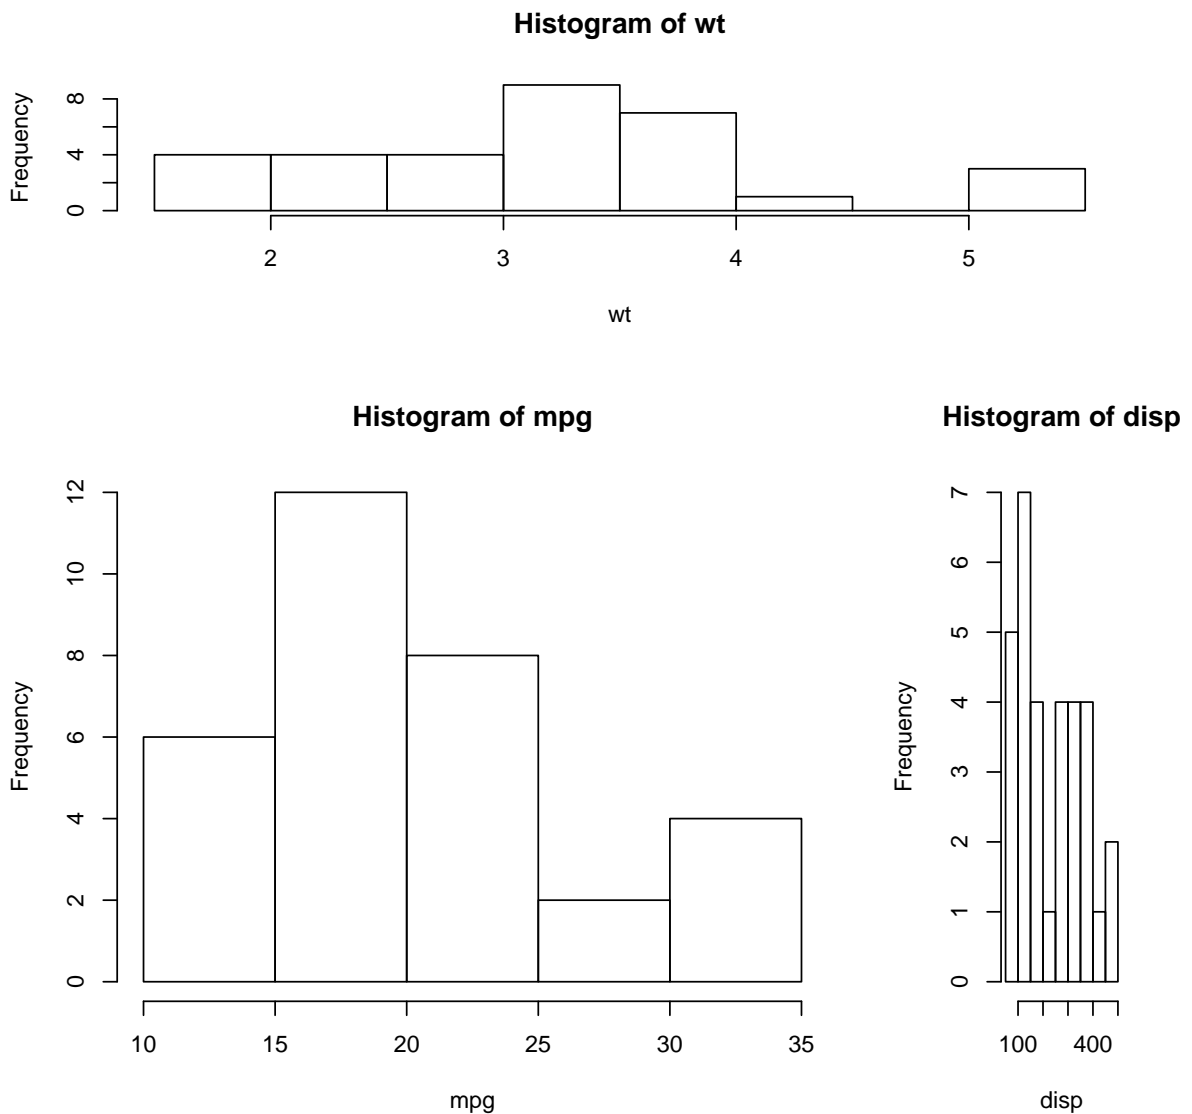 Histogram of wt
Frequency
0 4 8
2 3 4 5
wt
Histogram of mpg
Frequency
0 2 4 6 8 10 12
10 15 20 25 30 35
mpg
Histogram of disp
Frequency
0 1 2 3 4 5 6 7
100 400
disp